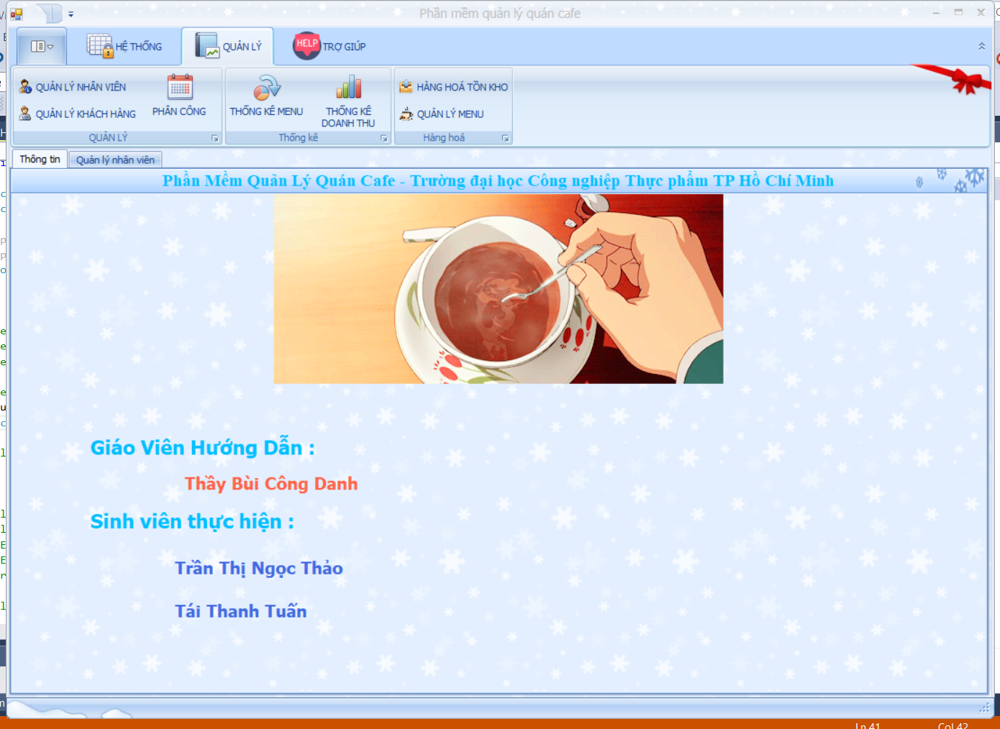 Phần mềm quản lý quán cafe
HỆ THỐNG
QUẢN LÝ
HELP
TRỢ GIÚP
QUẢN LÝ NHÂN VIÊN
QUẢN LÝ KHÁCH HÀNG
PHÂN CÔNG
QUẢN LÝ
THỐNG KÊ MENU
THỐNG KÊ
DOANH THU
Thống kê
HÀNG HOÁ TỒN KHO
QUẢN LÝ MENU
Hàng hoá
Thông tin
Quản lý nhân viên
Phần Mềm Quản Lý Quán Cafe - Trường đại học Công nghiệp Thực phẩm TP Hồ Chí Minh
Giáo Viên Hướng Dẫn :
Thầy Bùi Công Danh
Sinh viên thực hiện :
Trần Thị Ngọc Thảo
Tái Thanh Tuấn
Ln 41
Col 42